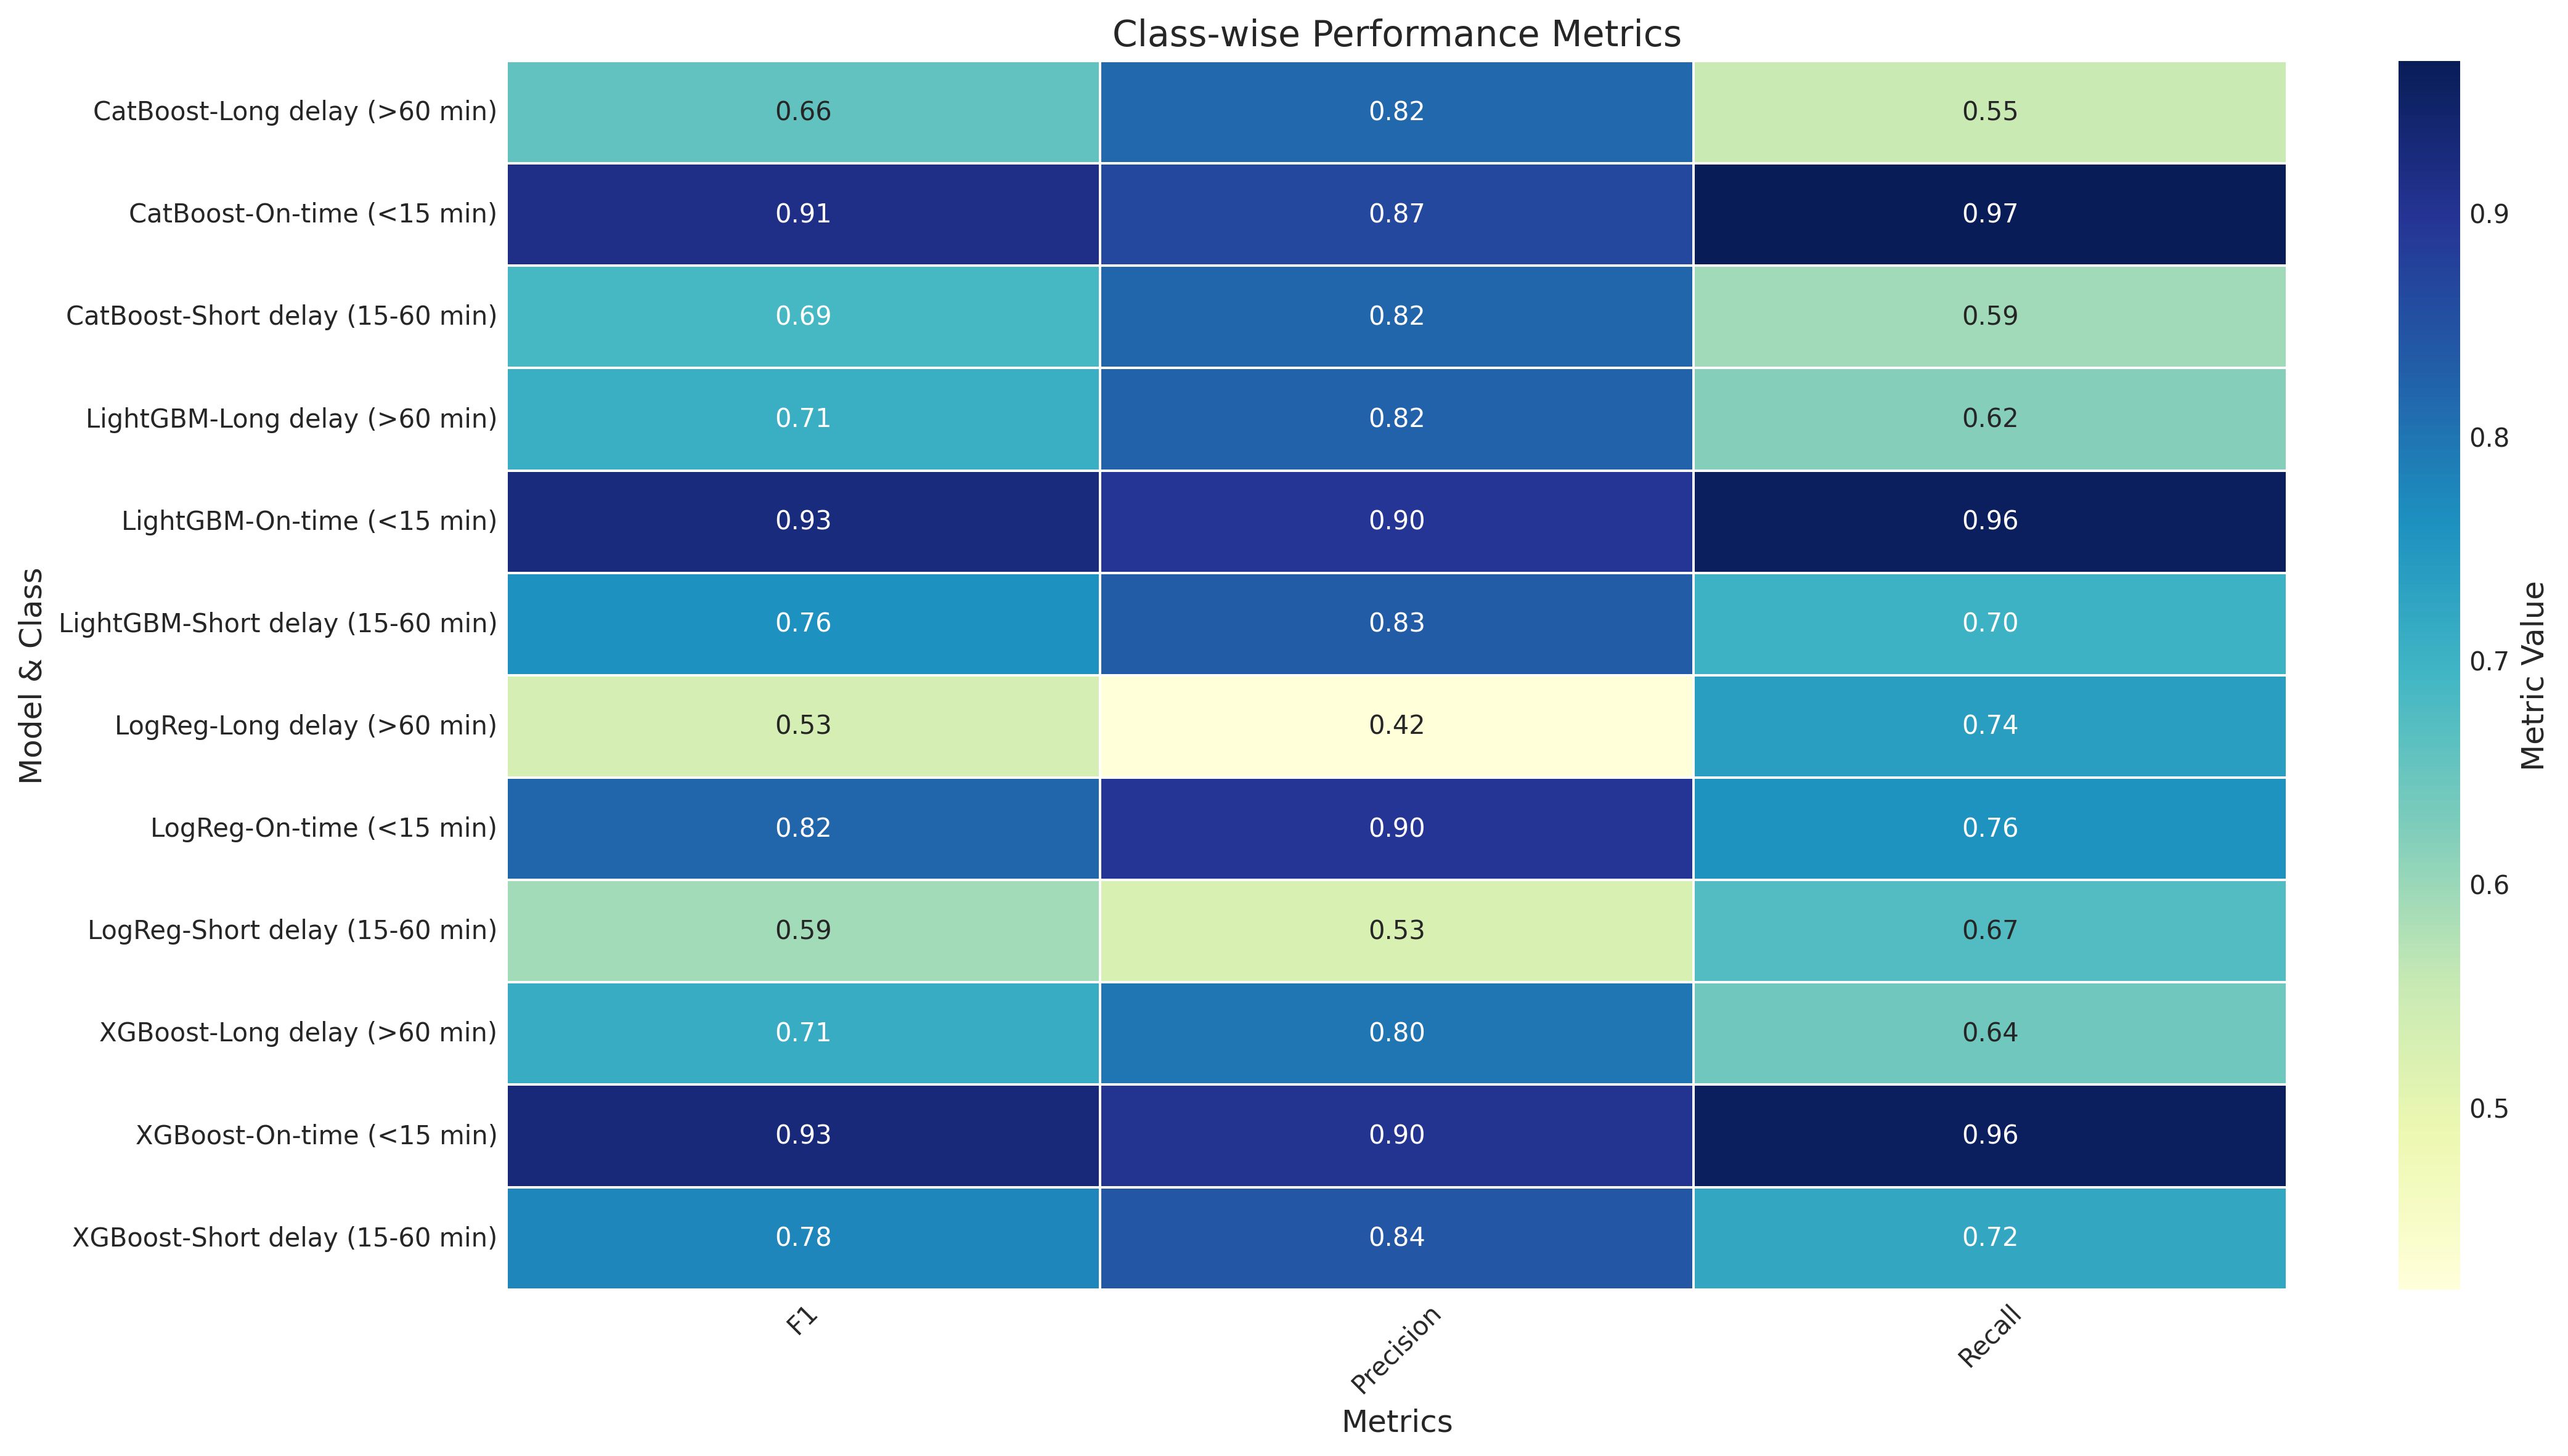 Class-wise Performance Metrics
Model & Class
CatBoost-Long delay (>60 min) 0.66 0.82 0.55
CatBoost-On-time (<15 min) 0.91 0.87 0.97
CatBoost-Short delay (15-60 min) 0.69 0.82 0.59
LightGBM-Long delay (>60 min) 0.71 0.82 0.62
LightGBM-On-time (<15 min) 0.93 0.90 0.96
LightGBM-Short delay (15-60 min) 0.76 0.83 0.70
LogReg-Long delay (>60 min) 0.53 0.42 0.74
LogReg-On-time (<15 min) 0.82 0.90 0.76
LogReg-Short delay (15-60 min) 0.59 0.53 0.67
XGBoost-Long delay (>60 min) 0.71 0.80 0.64
XGBoost-On-time (<15 min) 0.93 0.90 0.96
XGBoost-Short delay (15-60 min) 0.78 0.84 0.72
F1 Precision Recall
Metrics
0.9
0.8
0.7
0.6
0.5
Metric Value